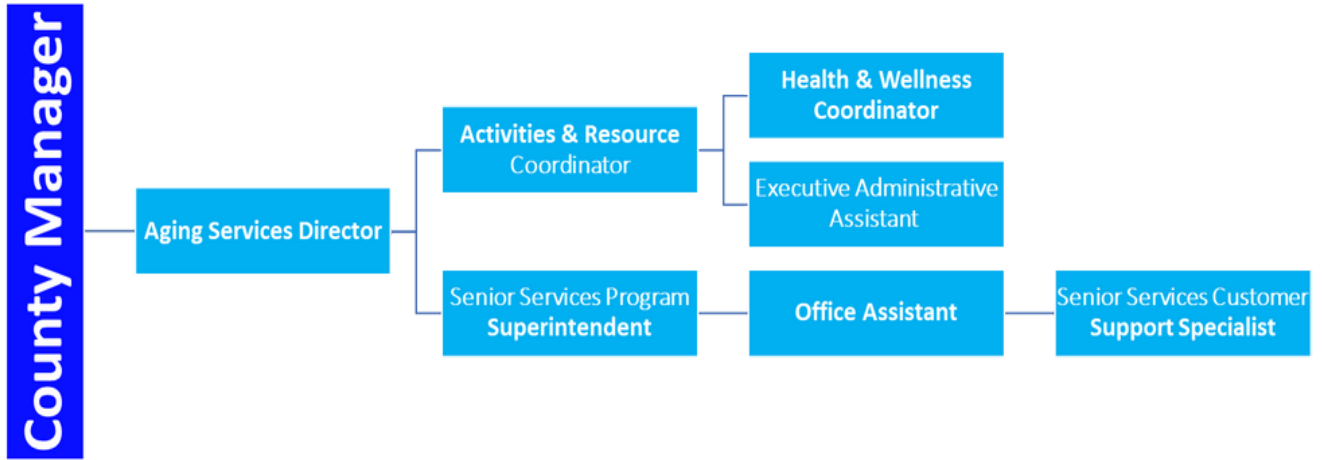 County Manager
Aging Services Director
Activities & Resource
Coordinator
Health & Wellness
Coordinator
Executive Administrative
Assistant
Senior Services Program
Superintendent
Office Assistant
Senior Services Customer
Support Specialist